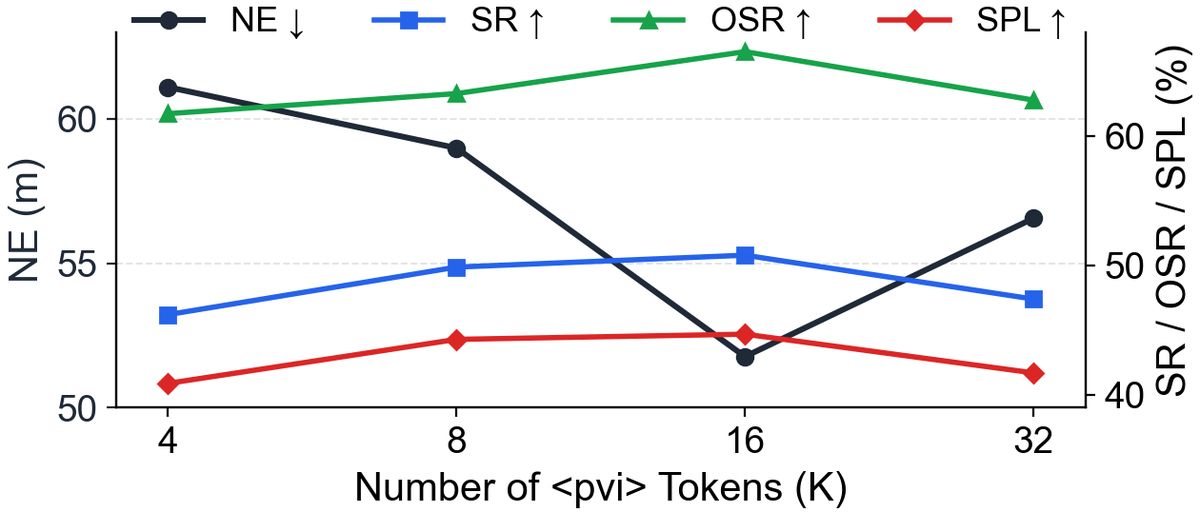 NE ↓ SR ↑ OSR ↑ SPL ↑
NE (m)
60
55
50
60
50
40
SR / OSR / SPL (%)
4 8 16 32
Number of <pvi> Tokens (K)